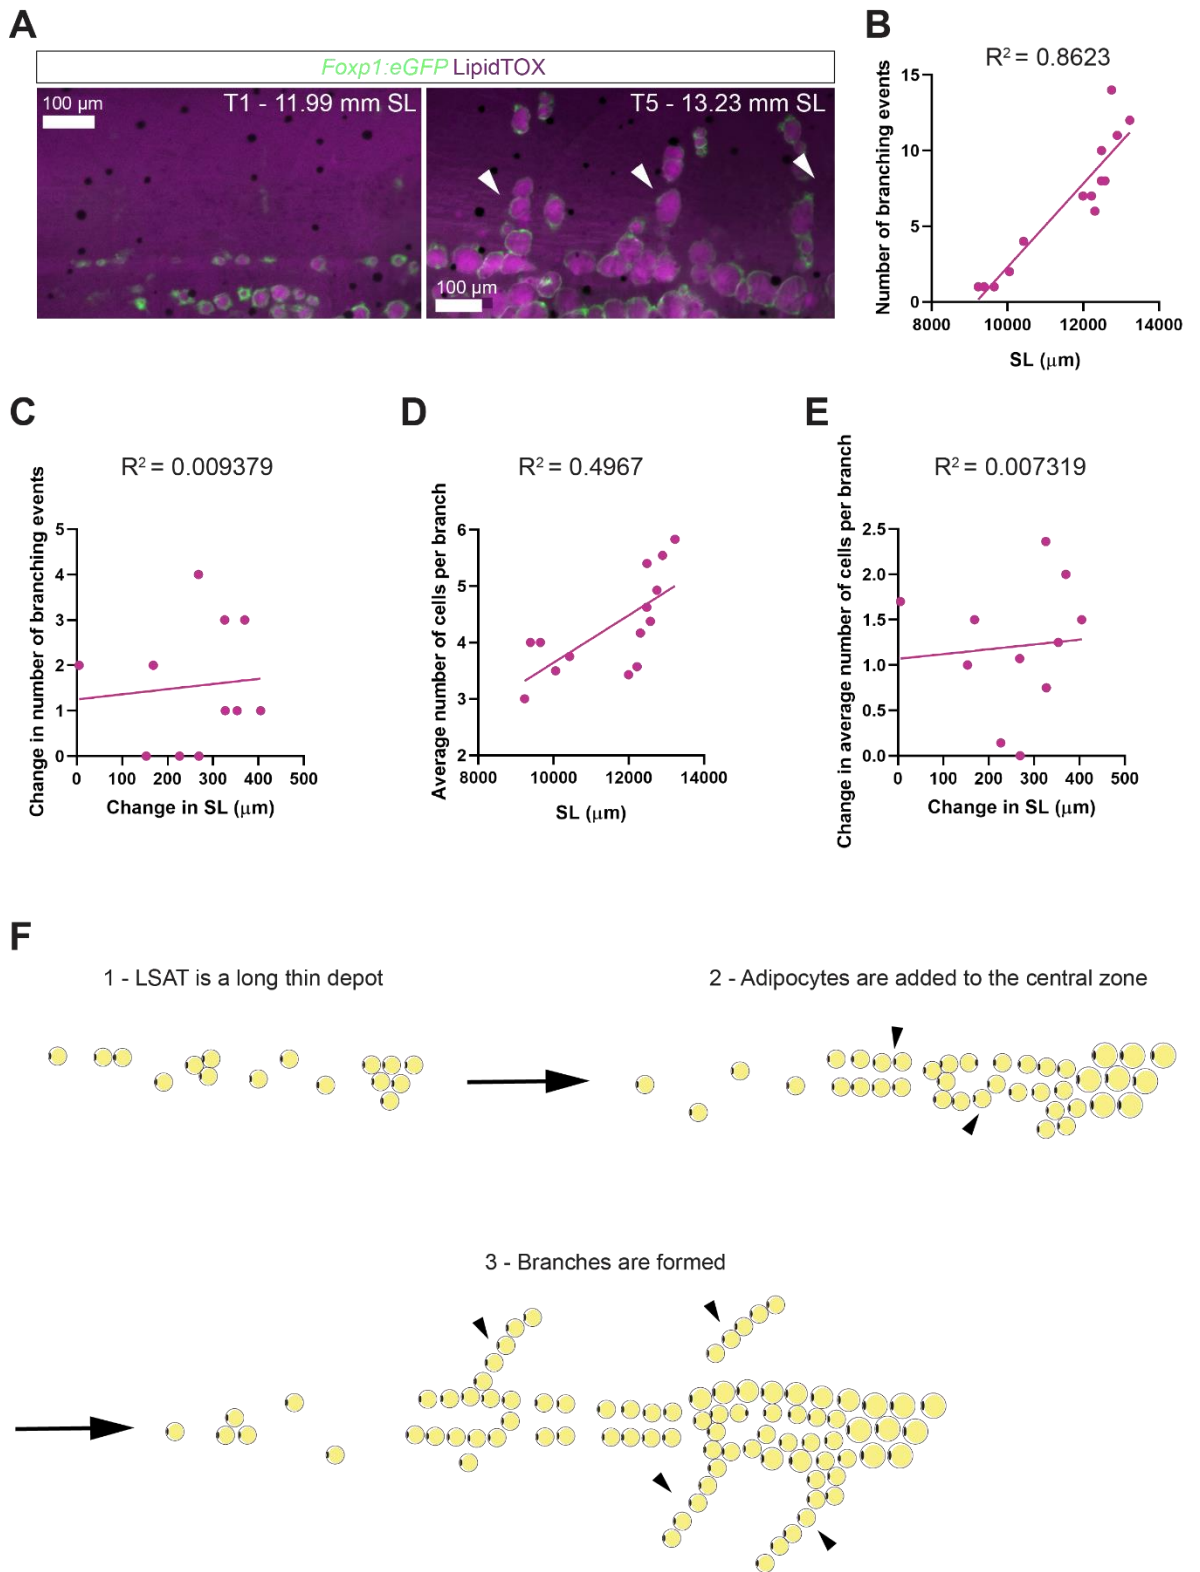 A
Foxp1:eGFP LipidTOX
100 µm
T1 - 11.99 mm SL
T5 - 13.23 mm SL
100 µm
B
R² = 0.8623
Number of branching events
15
10
5
0
8000 10000 12000 14000
SL (µm)
C
R² = 0.009379
Change in number of branching events
5
4
3
2
1
0
0 100 200 300 400 500
Change in SL (µm)
D
R² = 0.4967
Average number of cells per branch
6
5
4
3
2
8000 10000 12000 14000
SL (µm)
E
R² = 0.007319
Change in average number of cells per branch
2.5
2.0
1.5
1.0
0.5
0.0
0 100 200 300 400 500
Change in SL (µm)
F
1 - LSAT is a long thin depot
2 - Adipocytes are added to the central zone
3 - Branches are formed